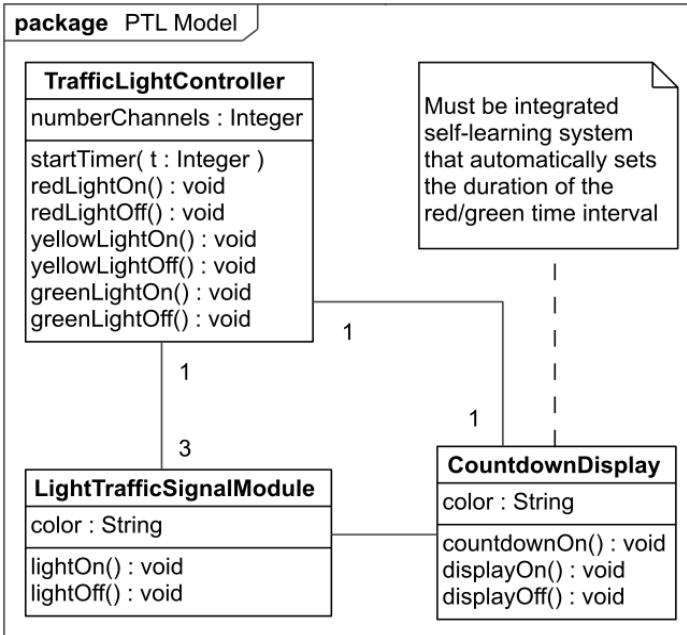 package PTL Model
TrafficLightController
numberChannels : Integer
startTimer( t : Integer )
redLightOn() : void
redLightOff() : void
yellowLightOn() : void
yellowLightOff() : void
greenLightOn() : void
greenLightOff() : void
Must be integrated
self-learning system
that automatically sets
the duration of the
red/green time interval
1
1
1
3
LightTrafficSignalModule
color : String
lightOn() : void
lightOff() : void
CountdownDisplay
color : String
countdownOn() : void
displayOn() : void
displayOff() : void